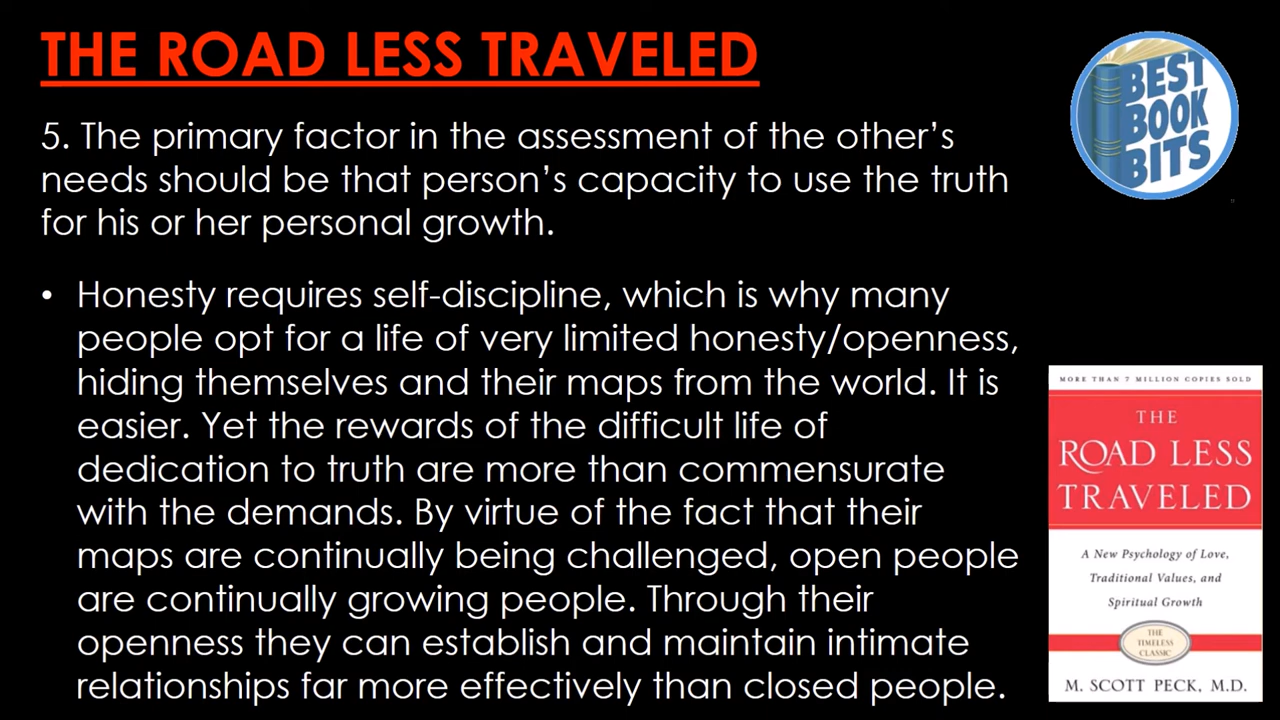 THE ROAD LESS TRAVELED
5. The primary factor in the assessment of the other's
needs should be that person's capacity to use the truth
for his or her personal growth.
• Honesty requires self-discipline, which is why many
people opt for a life of very limited honesty/openness,
hiding themselves and their maps from the world. It is
easier. Yet the rewards of the difficult life of
dedication to truth are more than commensurate
with the demands. By virtue of the fact that their
maps are continually being challenged, open people
are continually growing people. Through their
openness they can establish and maintain intimate
relationships far more effectively than closed people.
BEST
BOOK
BITS
MORE THAN 7 MILLION COPIES SOLD
THE
ROAD LESS
TRAVELED
A New Psychology of Love,
Traditional Values, and
Spiritual Growth
THE
TIMELESS
CLASSIC
M. SCOTT PECK, M.D.